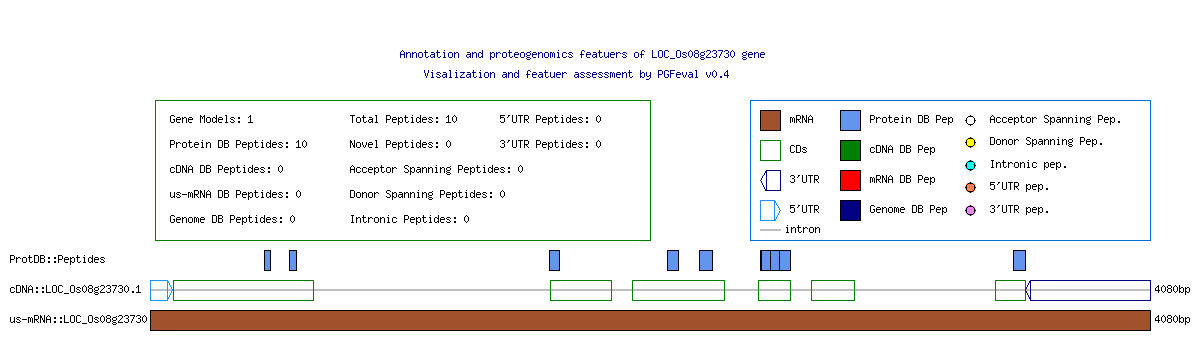 Annotation and proteogenomics featuers of LOC_Os08g23730 gene
Visalization and featuer assessment by PGFeval v0.4
Gene Models: 1 Total Peptides: 10 5'UTR Peptides: 0
Protein DB Peptides: 10 Novel Peptides: 0 3'UTR Peptides: 0
cDNA DB Peptides: 0 Acceptor Spanning Peptides: 0
us-mRNA DB Peptides: 0 Donor Spanning Peptides: 0
Genome DB Peptides: 0 Intronic Peptides: 0
mRNA Protein DB Pep Acceptor Spanning Pep.
CDs cDNA DB Pep Donor Spanning Pep.
3'UTR mRNA DB Pep Intronic pep.
5'UTR Genome DB Pep 5'UTR pep.
intron 3'UTR pep.
ProtDB::Peptides
cDNA::LOC_Os08g23730.1 4080bp
us-mRNA::LOC_Os08g23730 4080bp